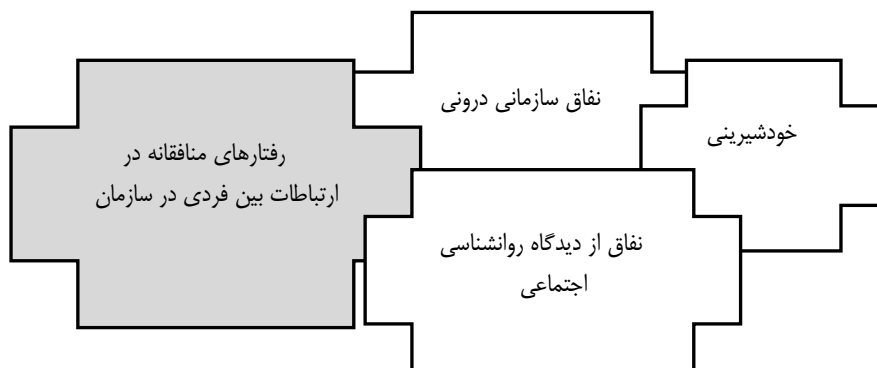 نفاق سازمانی درونی
خودشیرینی
رفتارهای منافقانه در
ارتباطات بین فردی در سازمان
نفاق از دیدگاه روانشناسی
اجتماعی